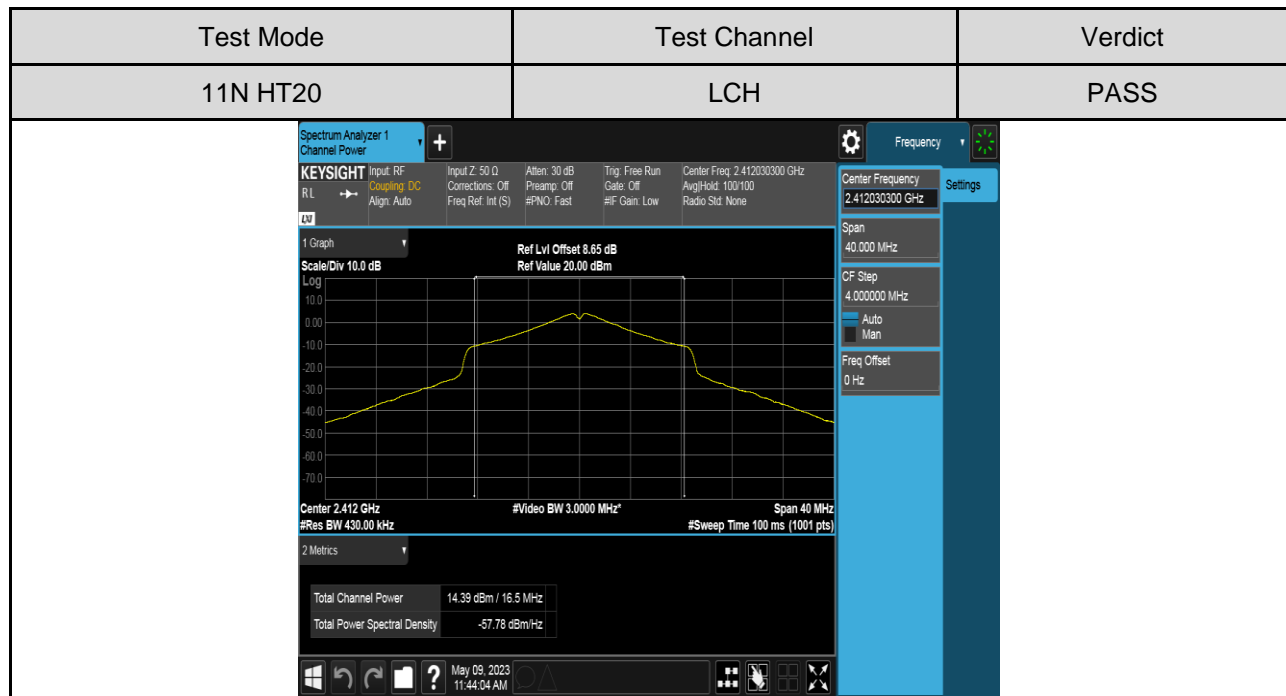 Test Mode Test Channel Verdict
11N HT20 LCH PASS
Spectrum Analyzer 1
Channel Power
+
Frequency
KEYSIGHT
R L
LXI
Input: RF
Coupling: DC
Align: Auto
Input Z: 50 Ω
Corrections: Off
Freq Ref: Int (S)
Atten: 30 dB
Preamp: Off
#PNO: Fast
Trig: Free Run
Gate: Off
#IF Gain: Low
Center Freq: 2.412030300 GHz
Avg|Hold: 100/100
Radio Std: None
Center Frequency
2.412030300 GHz
Settings
Span
40.000 MHz
CF Step
4.000000 MHz
Auto
Man
Freq Offset
0 Hz
1 Graph
Scale/Div 10.0 dB
Ref Lvl Offset 8.65 dB
Ref Value 20.00 dBm
Log
10.0
0.00
-10.0
-20.0
-30.0
-40.0
-50.0
-60.0
-70.0
Center 2.412 GHz #Video BW 3.0000 MHz* Span 40 MHz
#Res BW 430.00 kHz #Sweep Time 100 ms (1001 pts)
2 Metrics
Total Channel Power 14.39 dBm / 16.5 MHz
Total Power Spectral Density -57.78 dBm/Hz
?
May 09, 2023
11:44:04 AM